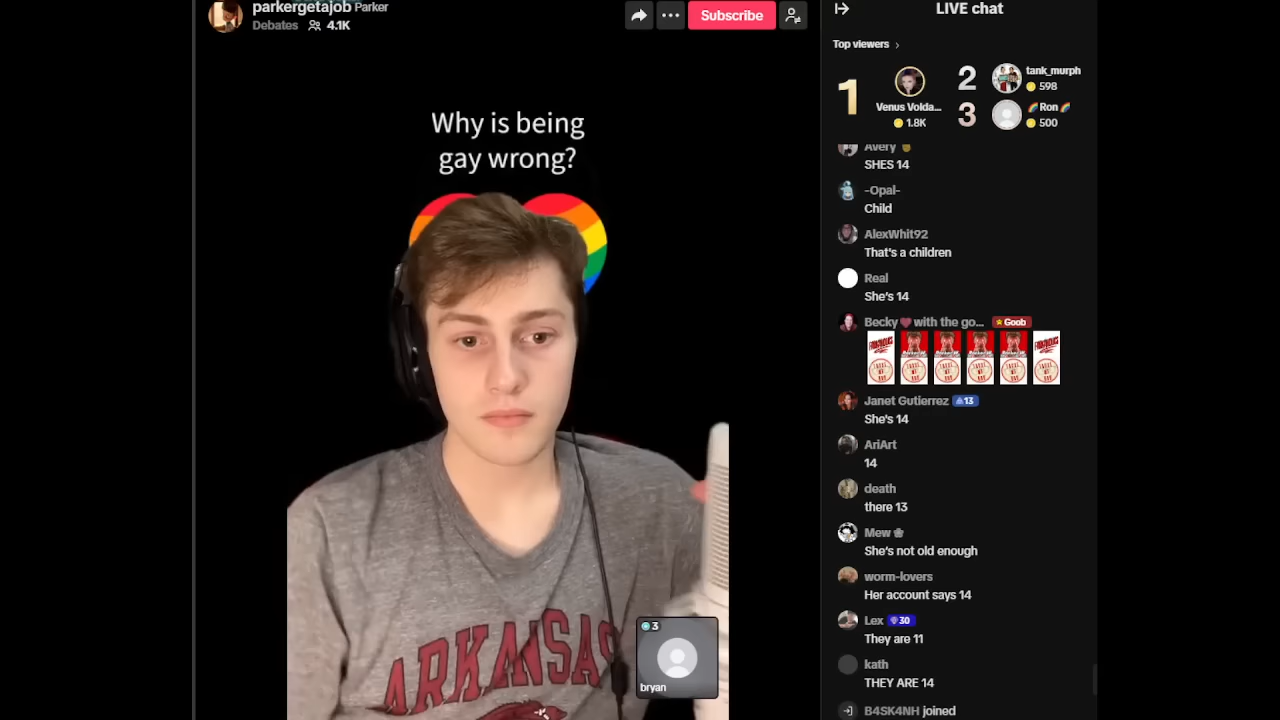 parkergetajob Parker
Debates 4.1K
Subscribe
Why is being
gay wrong?
ARKANSAS
3
bryan
LIVE chat
Top viewers
1
Venus Volda...
1.8K
2
tank_murph
598
3
Ron
500
Avery
SHES 14
-Opal-
Child
AlexWhit92
That's a children
Real
She's 14
Becky with the go... Goob
Janet Gutierrez 13
She's 14
AriArt
14
death
there 13
Mew
She's not old enough
worm-lovers
Her account says 14
Lex 30
They are 11
kath
THEY ARE 14
B4SK4NH joined